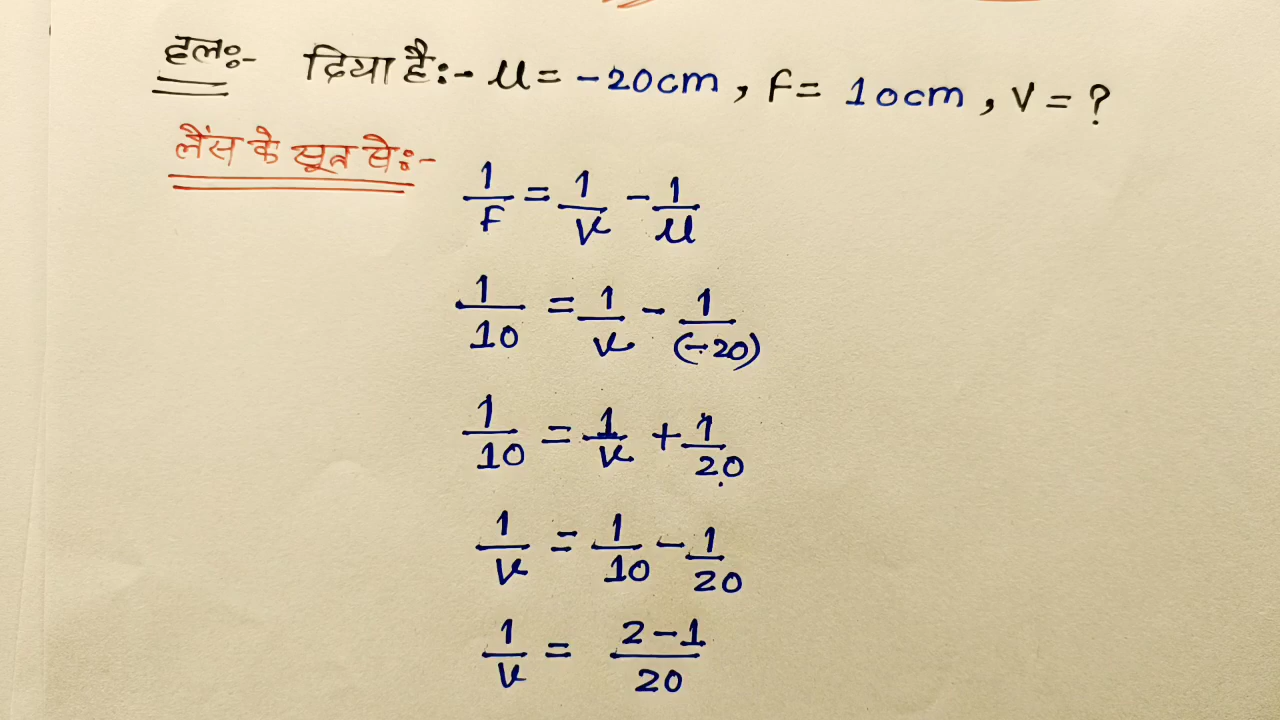 हलः- दिया है:- u = -20cm, f = 10cm, v = ?
लैंस के सूत्र से:-
1/f = 1/v - 1/u
1/10 = 1/v - 1/(-20)
1/10 = 1/v + 1/20
1/v = 1/10 - 1/20
1/v = 2-1/20